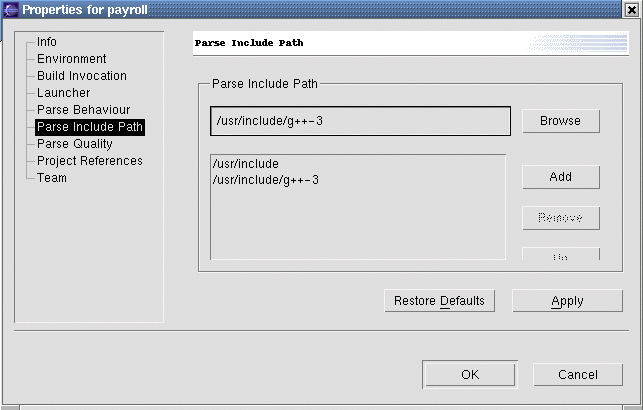 Properties for payroll
Info
Environment
Build Invocation
Launcher
Parse Behaviour
Parse Include Path
Parse Quality
Project References
Team
Parse Include Path
Parse Include Path
/usr/include/g++-3
Browse
/usr/include
/usr/include/g++-3
Add
Remove
Up
Restore Defaults
Apply
OK
Cancel